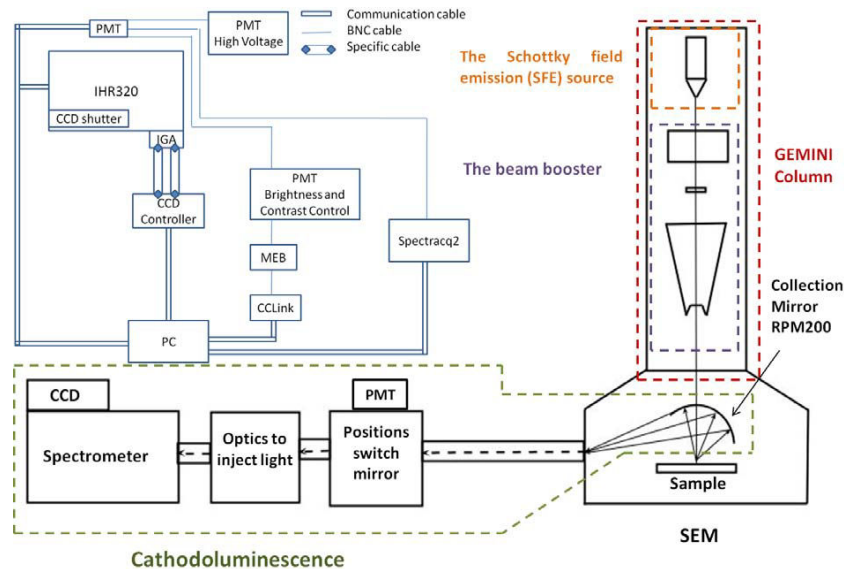 Communication cable
BNC cable
Specific cable
PMT
PMT
High Voltage
IHR320
CCD shutter
IGA
CCD
Controller
PMT
Brightness and
Contrast Control
MEB
CCLink
Spectracq2
PC
The Schottky field
emission (SFE) source
The beam booster
GEMINI
Column
Collection
Mirror
RPM200
CCD
Spectrometer
Optics to
inject light
PMT
Positions
switch
mirror
Sample
SEM
Cathodoluminescence